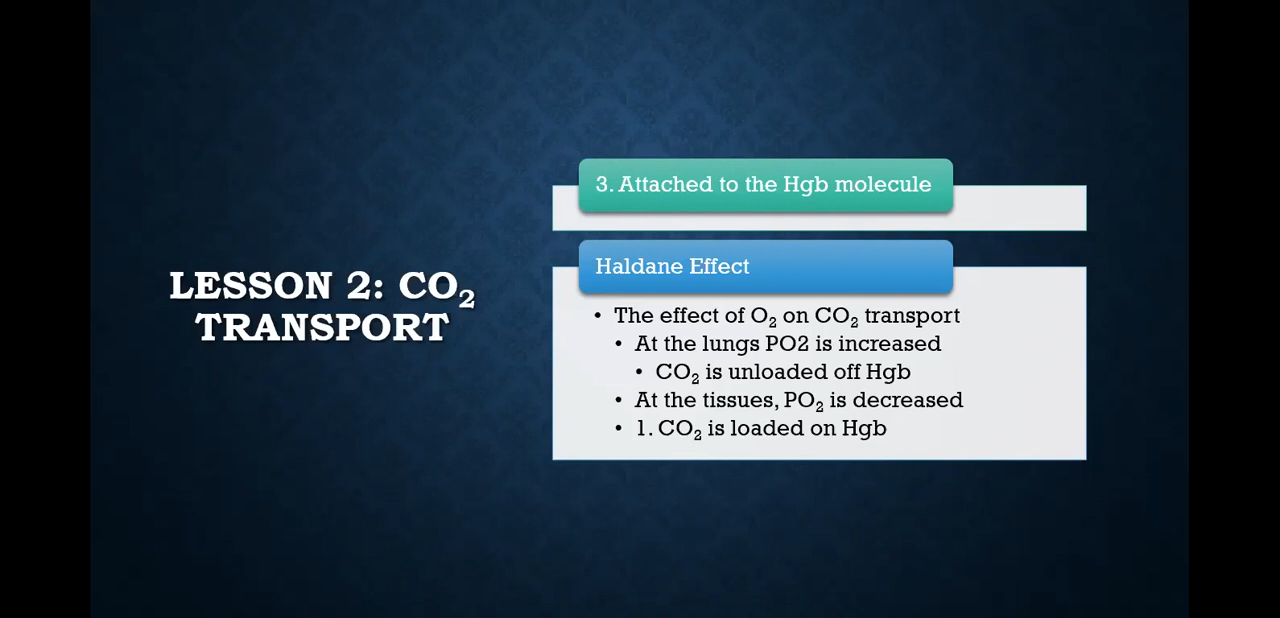 LESSON 2: CO₂
TRANSPORT
3. Attached to the Hgb molecule
Haldane Effect
• The effect of O₂ on CO₂ transport
• At the lungs PO2 is increased
• CO₂ is unloaded off Hgb
• At the tissues, PO₂ is decreased
• 1. CO₂ is loaded on Hgb